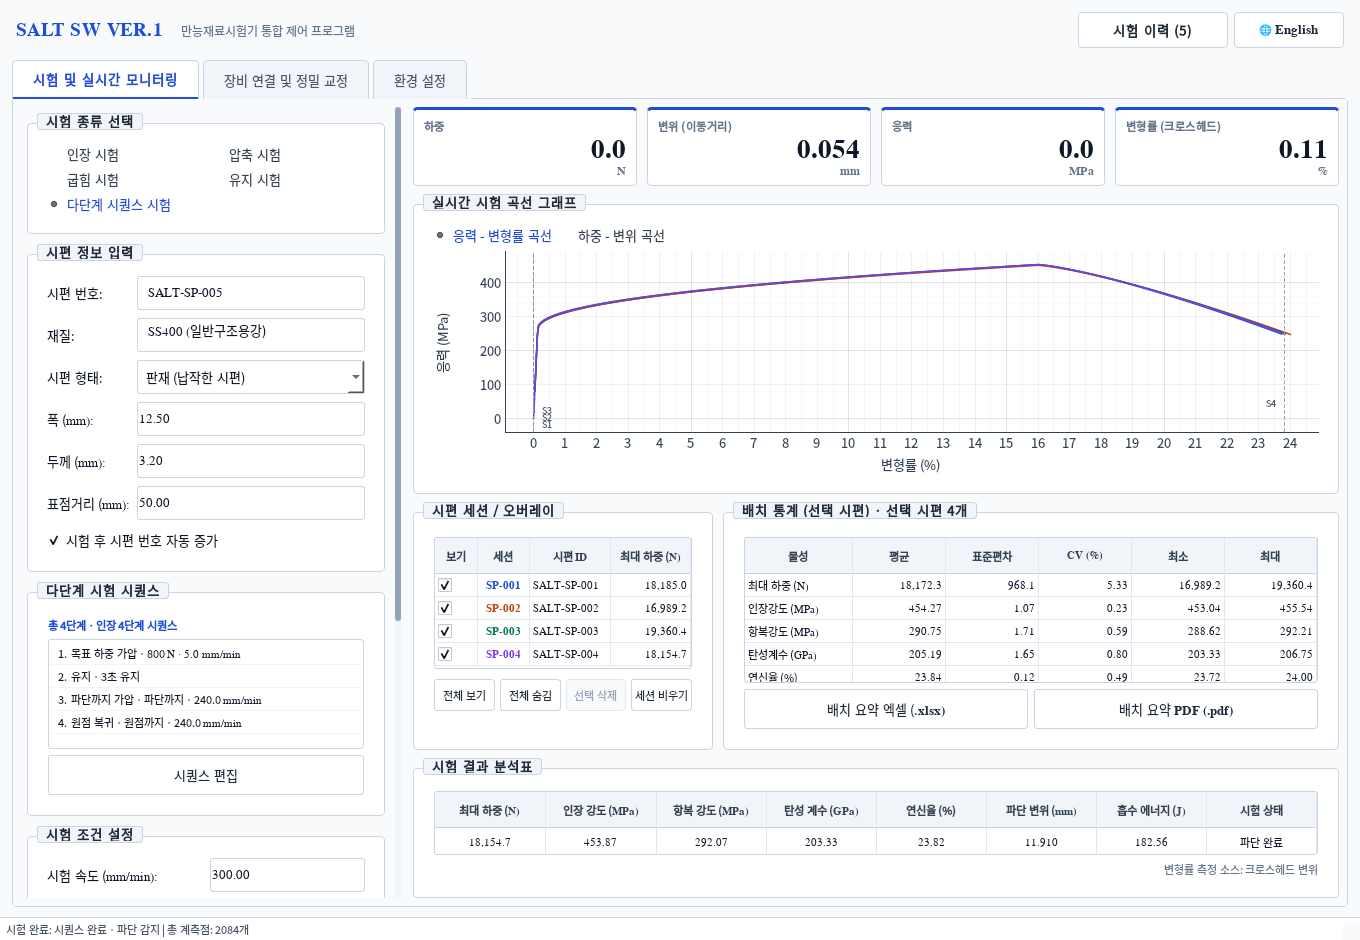 SALT SW VER.1 만능재료시험기 통합 제어 프로그램
시험 이력 (5) 🌐 English
시험 및 실시간 모니터링 장비 연결 및 정밀 교정 환경 설정
시험 종류 선택
인장 시험 압축 시험
굽힘 시험 유지 시험
다단계 시퀀스 시험
시편 정보 입력
시편 번호: SALT-SP-005
재질: SS400 (일반구조용강)
시편 형태: 판재 (납작한 시편)
폭 (mm): 12.50
두께 (mm): 3.20
표점거리 (mm): 50.00
✔ 시험 후 시편 번호 자동 증가
다단계 시험 시퀀스
총 4단계 · 인장 4단계 시퀀스
1. 목표 하중 가압 · 800 N · 5.0 mm/min
2. 유지 · 3초 유지
3. 파단까지 가압 · 파단까지 · 240.0 mm/min
4. 원점 복귀 · 원점까지 · 240.0 mm/min
시퀀스 편집
시험 조건 설정
시험 속도 (mm/min): 300.00
하중
0.0
N
변위 (이동거리)
0.054
mm
응력
0.0
MPa
변형률 (크로스헤드)
0.11
%
실시간 시험 곡선 그래프
응력 - 변형률 곡선 하중 - 변위 곡선
응력 (MPa)
400
300
200
100
0
S3
S2
S1
S4
0 1 2 3 4 5 6 7 8 9 10 11 12 13 14 15 16 17 18 19 20 21 22 23 24
변형률 (%)
시편 세션 / 오버레이
보기 세션 시편 ID 최대 하중 (N)
✔ SP-001 SALT-SP-001 18,185.0
✔ SP-002 SALT-SP-002 16,989.2
✔ SP-003 SALT-SP-003 19,360.4
✔ SP-004 SALT-SP-004 18,154.7
전체 보기 전체 숨김 선택 삭제 세션 비우기
배치 통계 (선택 시편) · 선택 시편 4개
물성 평균 표준편차 CV (%) 최소 최대
최대 하중 (N) 18,172.3 968.1 5.33 16,989.2 19,360.4
인장강도 (MPa) 454.27 1.07 0.23 453.04 455.54
항복강도 (MPa) 290.75 1.71 0.59 288.62 292.21
탄성계수 (GPa) 205.19 1.65 0.80 203.33 206.75
연신율 (%) 23.84 0.12 0.49 23.72 24.00
배치 요약 엑셀 (.xlsx) 배치 요약 PDF (.pdf)
시험 결과 분석표
최대 하중 (N) 인장 강도 (MPa) 항복 강도 (MPa) 탄성 계수 (GPa) 연신율 (%) 파단 변위 (mm) 흡수 에너지 (J) 시험 상태
18,154.7 453.87 292.07 203.33 23.82 11.910 182.56 파단 완료
변형률 측정 소스: 크로스헤드 변위
시험 완료: 시퀀스 완료 · 파단 감지 | 총 계측점: 2084개